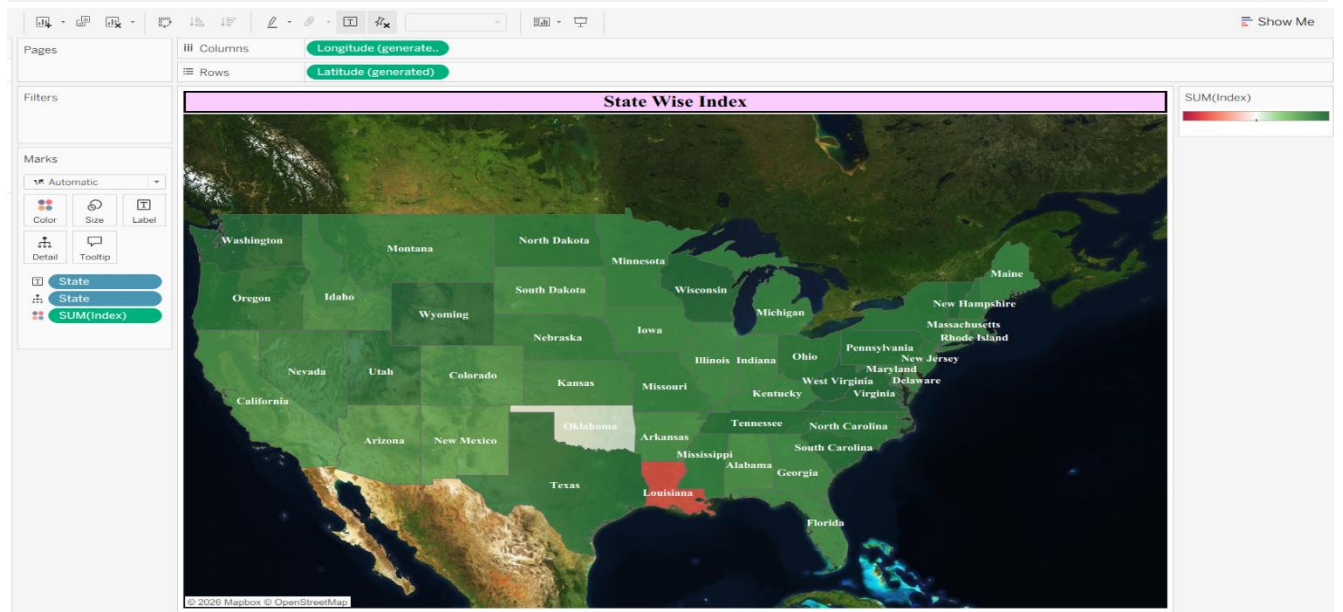 Show Me
Pages
Columns
Longitude (generate..
Rows
Latitude (generated)
Filters
State Wise Index
SUM(Index)
Marks
Automatic
Color
Size
Label
Detail
Tooltip
State
State
SUM(Index)
Washington
Montana
North Dakota
Minnesota
Maine
Oregon
Idaho
South Dakota
Wisconsin
New Hampshire
Wyoming
Michigan
Massachusetts
Nebraska
Iowa
Rhode Island
Pennsylvania
Illinois
Indiana
Ohio
New Jersey
Nevada
Utah
Colorado
Kansas
Missouri
Maryland
West Virginia
Delaware
Kentucky
Virginia
California
Oklahoma
Tennessee
North Carolina
Arizona
New Mexico
Arkansas
South Carolina
Mississippi
Alabama
Georgia
Texas
Louisiana
Florida
© 2026 Mapbox © OpenStreetMap